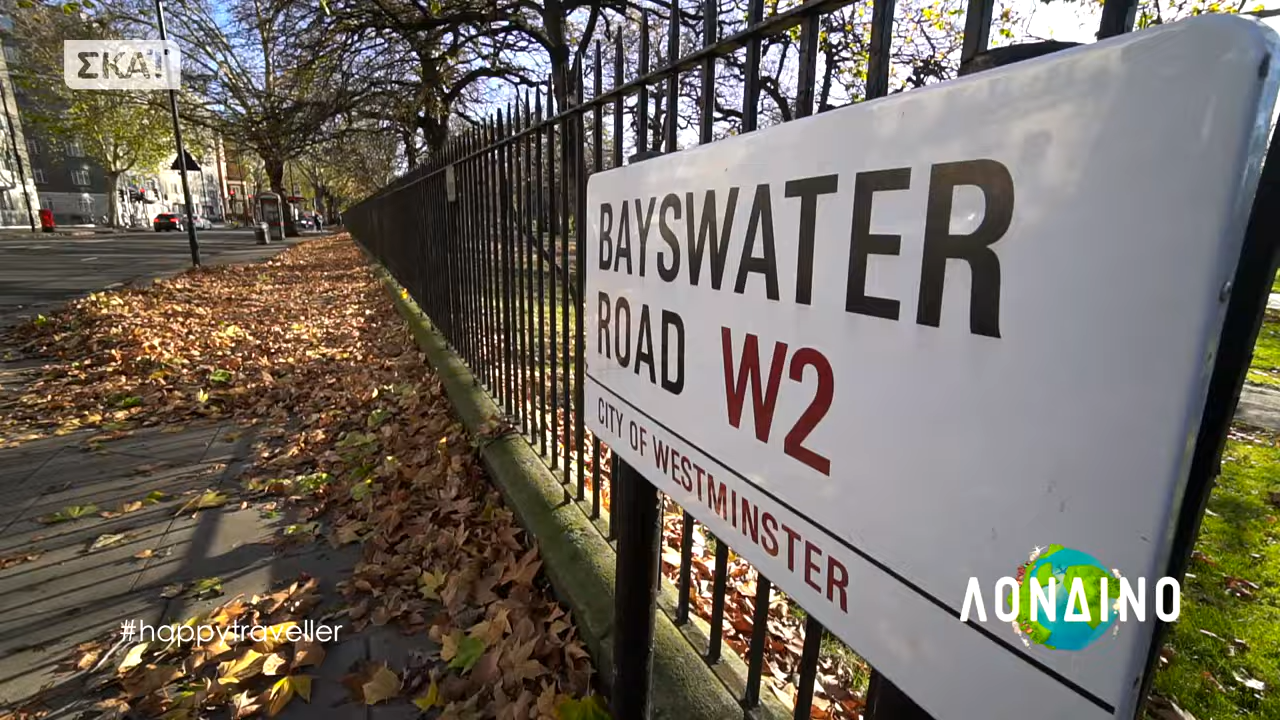 ΣΚΑΪ
BAYSWATER
ROAD W2
CITY OF WESTMINSTER
ΛΟΝΔΙΝΟ
#happytraveller